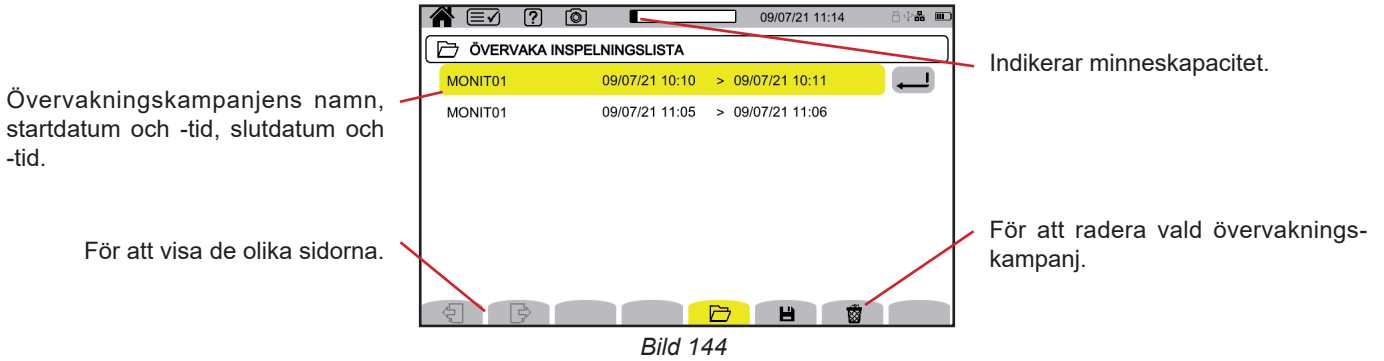 09/07/21 11:14
ÖVERVAKA INSPELNINGSLISTA
MONIT01 09/07/21 10:10 > 09/07/21 10:11
MONIT01 09/07/21 11:05 > 09/07/21 11:06
Indikerar minneskapacitet.
Övervakningskampanjens namn,
startdatum och -tid, slutdatum och
-tid.
För att visa de olika sidorna.
För att radera vald övervaknings-
kampanj.
Bild 144